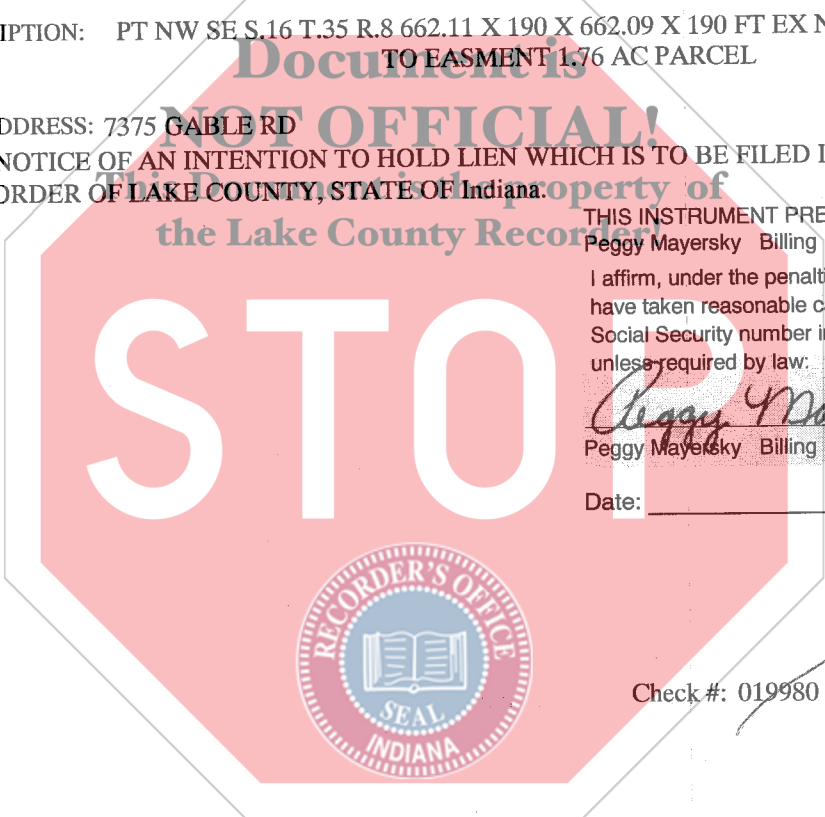 IPTION: PT NW SE S.16 T.35 R.8 662.11 X 190 X 662.09 X 190 FT EX N
TO EASMENT 1.76 AC PARCEL
Document is
NOT OFFICIAL!
DDRESS: 7375 GABLE RD
NOTICE OF AN INTENTION TO HOLD LIEN WHICH IS TO BE FILED I
ORDER OF LAKE COUNTY, STATE OF Indiana.
This Document is the property of
the Lake County Recorder!
THIS INSTRUMENT PRE
Peggy Mayersky Billing
I affirm, under the penalti
have taken reasonable c
Social Security number i
unless required by law:
Peggy Ma
Peggy Mayersky Billing
Date:
STOP
RECORDER'S OFFICE
SEAL
INDIANA
Check #: 019980